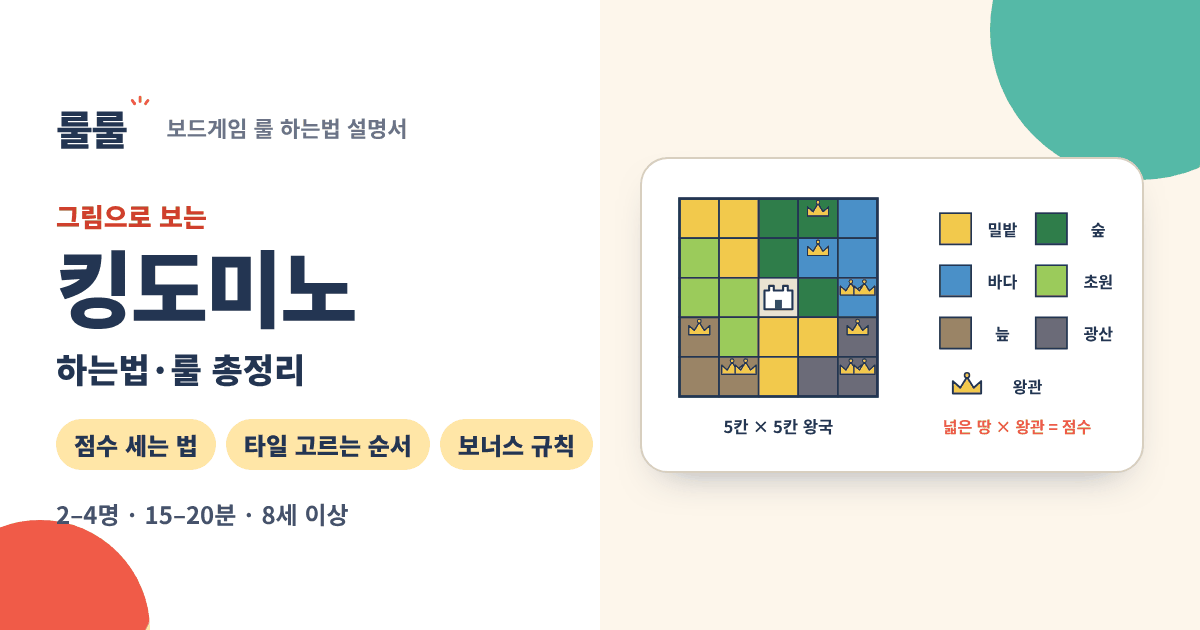 룰룰 보드게임 룰 하는법 설명서
그림으로 보는
킹도미노
하는법·룰 총정리
점수 세는 법 타일 고르는 순서 보너스 규칙
2–4명 · 15–20분 · 8세 이상
밀밭 숲
바다 초원
늪 광산
왕관
5칸 × 5칸 왕국
넓은 땅 × 왕관 = 점수